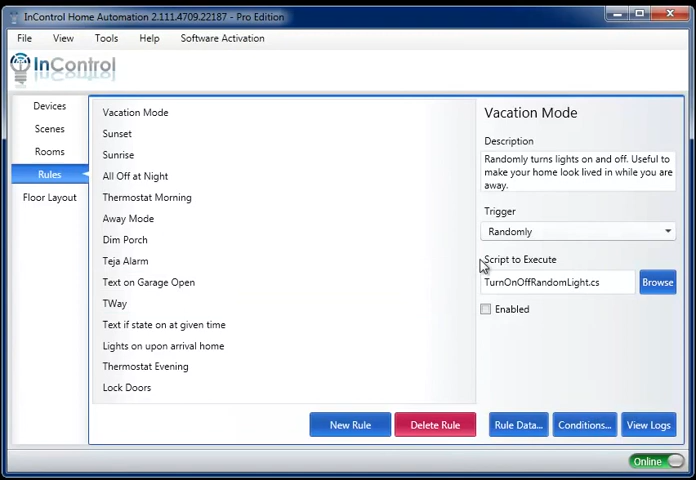 InControl Home Automation 2.111.4709.22187 - Pro Edition
File View Tools Help Software Activation
InControl
Devices
Scenes
Rooms
Rules
Floor Layout
Vacation Mode
Sunset
Sunrise
All Off at Night
Thermostat Morning
Away Mode
Dim Porch
Teja Alarm
Text on Garage Open
TWay
Text if state on at given time
Lights on upon arrival home
Thermostat Evening
Lock Doors
New Rule Delete Rule
Vacation Mode
Description
Randomly turns lights on and off. Useful to
make your home look lived in while you are
away.
Trigger
Randomly
Script to Execute
TurnOnOffRandomLight.cs Browse
Enabled
Rule Data... Conditions... View Logs
Online